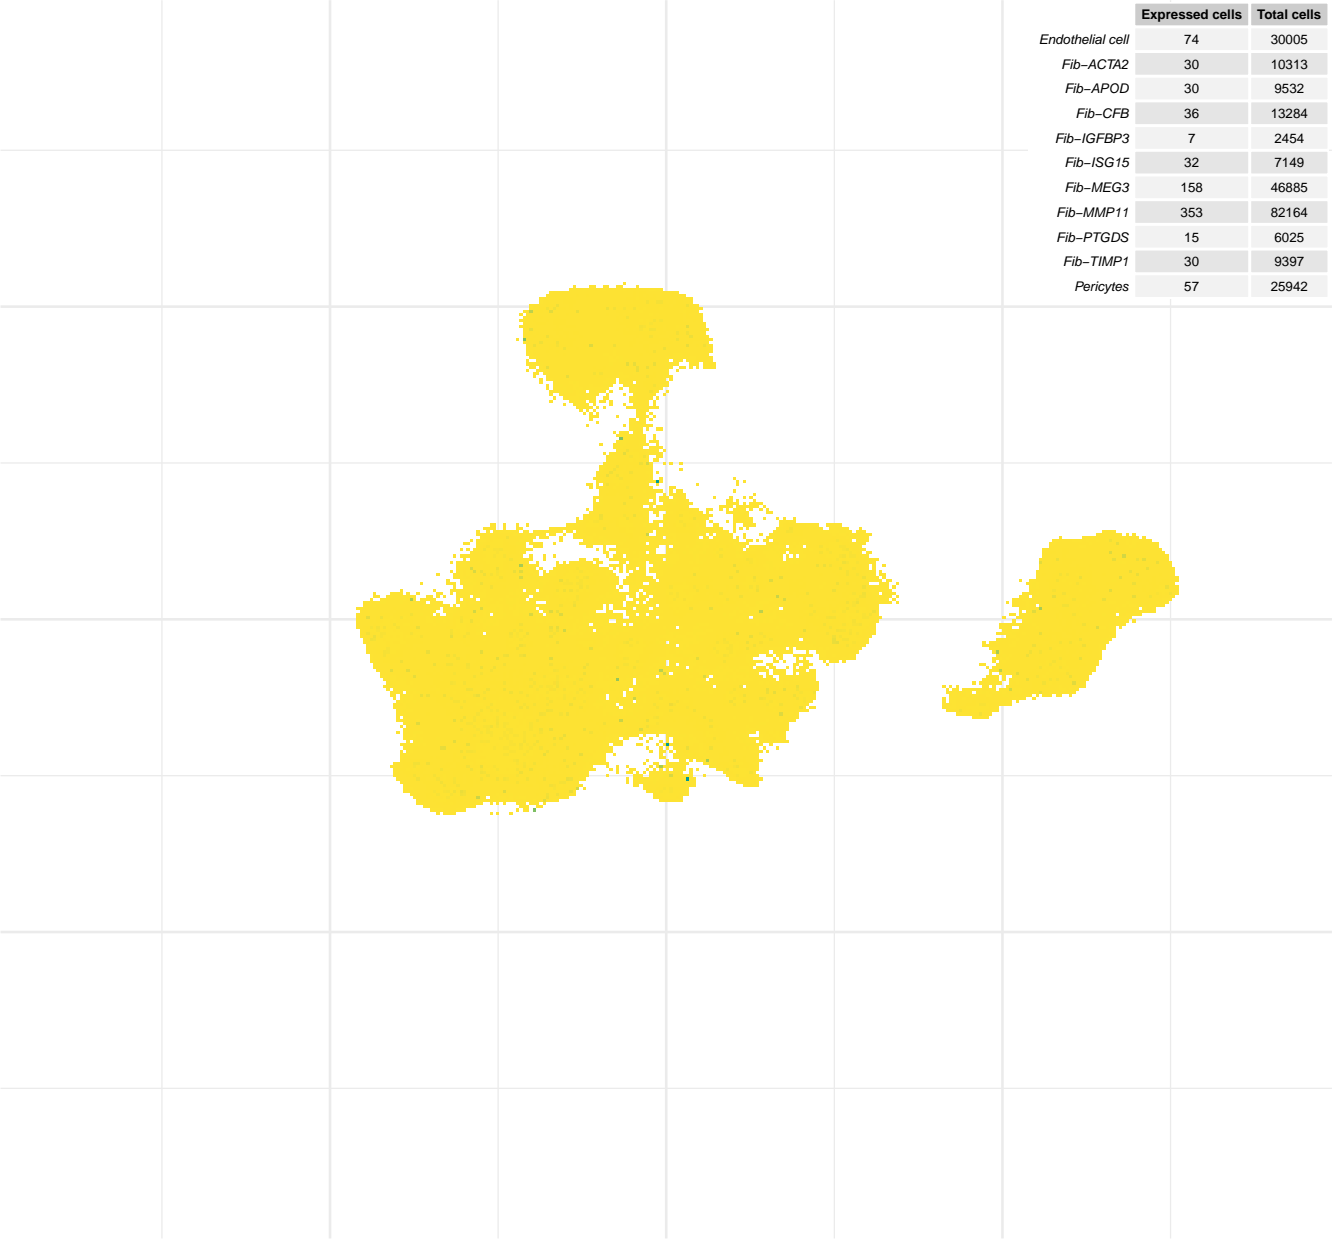 Expressed cells Total cells
Endothelial cell 74 30005
Fib−ACTA2 30 10313
Fib−APOD 30 9532
Fib−CFB 36 13284
Fib−IGFBP3 7 2454
Fib−ISG15 32 7149
Fib−MEG3 158 46885
Fib−MMP11 353 82164
Fib−PTGDS 15 6025
Fib−TIMP1 30 9397
Pericytes 57 25942